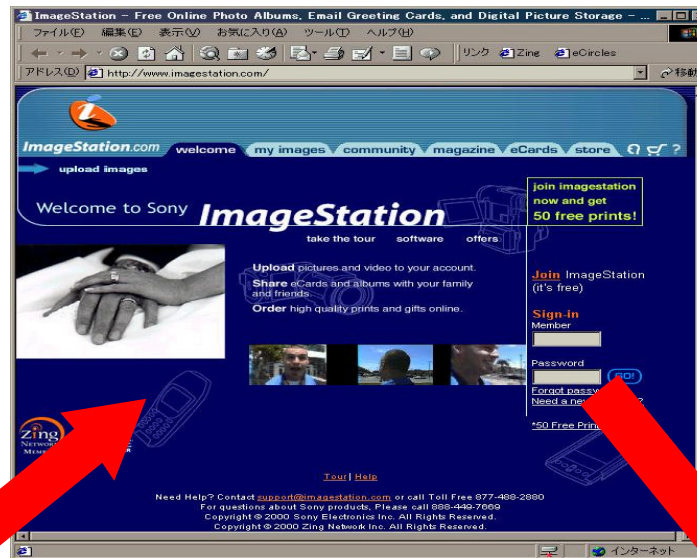 ImageStation - Free Online Photo Albums, Email Greeting Cards, and Digital Picture Storage - ...
ファイル(F) 編集(E) 表示(V) お気に入り(A) ツール(T) ヘルプ(H)
リンク Zing eCircles
アドレス(D) http://www.imagestation.com/ 移動
ImageStation.com welcome my images community magazine eCards store ?
upload images
Welcome to Sony ImageStation
join imagestation
now and get
50 free prints!
take the tour software offers
Upload pictures and video to your account.
Share eCards and albums with your family
and friends.
Order high quality prints and gifts online.
Join ImageStation
(it's free)
Sign-in
Member
Password
GO!
Forgot
Need a
*50 Free
Zing
NETWORK
Tour | Help
Need Help? Contact support@imagestation.com or call Toll Free 877-488-2880
For questions about Sony products, Please call 888-449-7669
Copyright © 2000 Sony Electronics Inc. All Rights Reserved.
Copyright © 2000 Zing Network Inc. All Rights Reserved.
インターネット